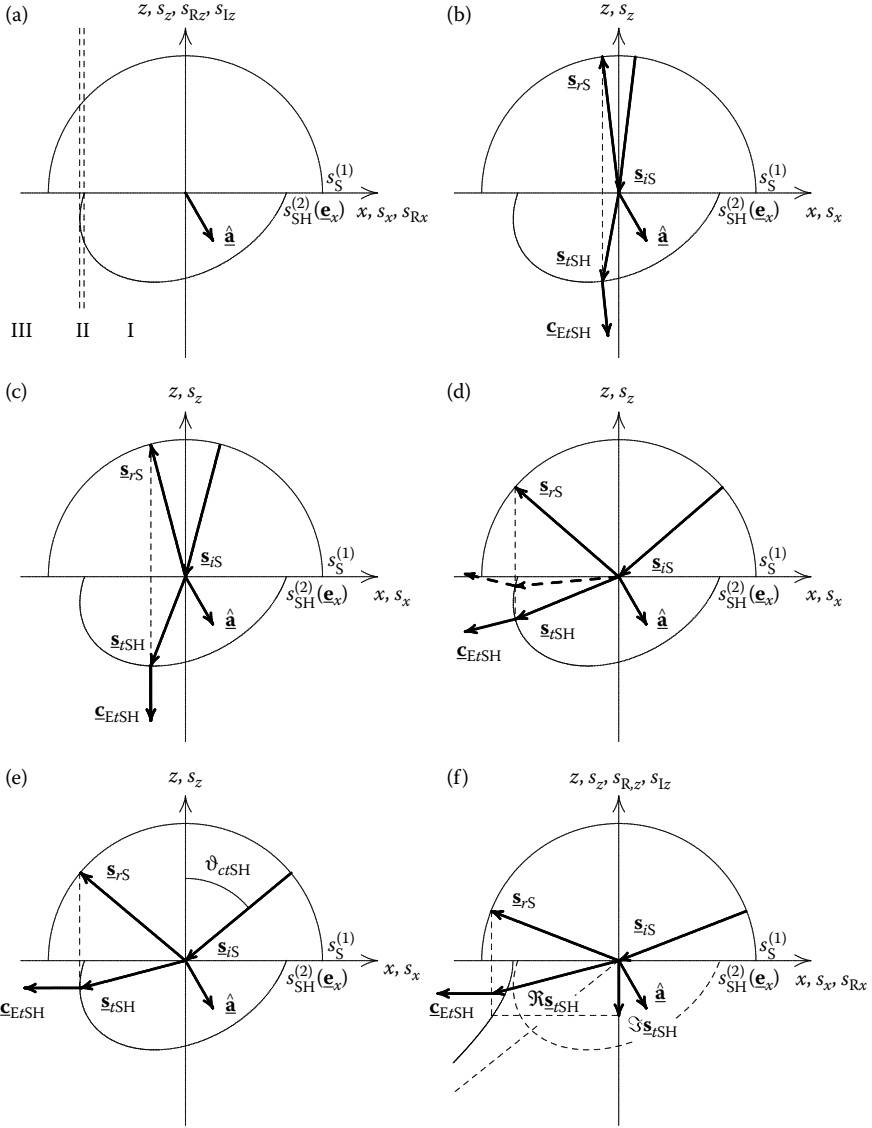 (a)
z, s_z, s_Rz, s_Iz
s_S^(1)
s_SH^(2)(e_x)
x, s_x, s_Rx
â
III
II
I
(b)
z, s_z
s_rS
s_iS
s_S^(1)
s_SH^(2)(e_x)
x, s_x
s_tSH
â
c_EtSH
(c)
z, s_z
s_rS
s_iS
s_S^(1)
s_SH^(2)(e_x)
x, s_x
s_tSH
â
c_EtSH
(d)
z, s_z
s_rS
s_iS
s_S^(1)
s_SH^(2)(e_x)
x, s_x
s_tSH
â
c_EtSH
(e)
z, s_z
ϑ_ctSH
s_rS
s_iS
s_S^(1)
s_SH^(2)(e_x)
x, s_x
s_tSH
â
c_EtSH
(f)
z, s_z, s_R,z, s_Iz
s_rS
s_iS
s_S^(1)
s_SH^(2)(e_x)
x, s_x, s_Rx
ℜs_tSH
â
c_EtSH
ℑs_tSH